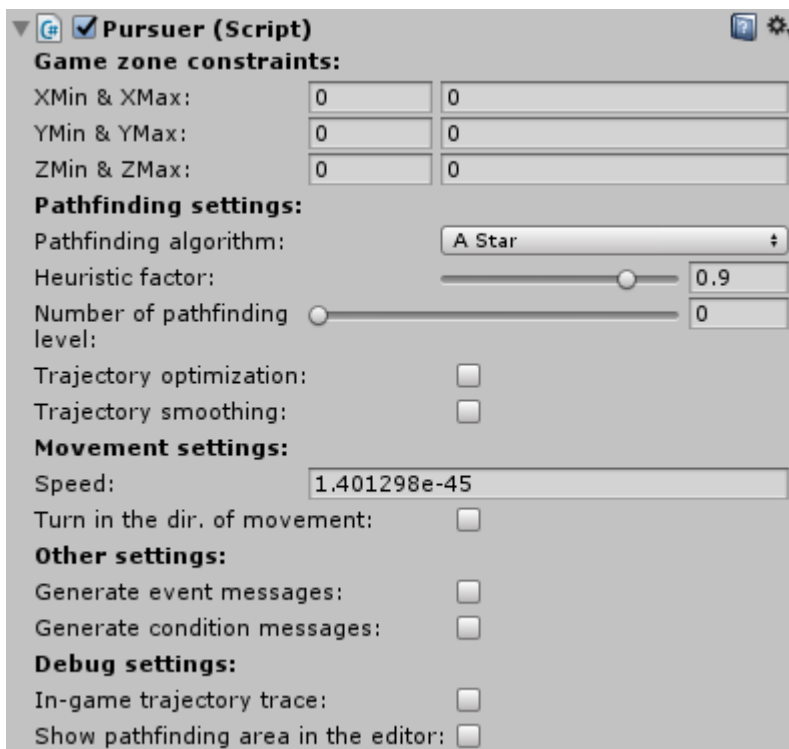 Pursuer (Script)
Game zone constraints:
XMin & XMax: 0 0
YMin & YMax: 0 0
ZMin & ZMax: 0 0
Pathfinding settings:
Pathfinding algorithm: A Star
Heuristic factor: 0.9
Number of pathfinding 0
level:
Trajectory optimization:
Trajectory smoothing:
Movement settings:
Speed: 1.401298e-45
Turn in the dir. of movement:
Other settings:
Generate event messages:
Generate condition messages:
Debug settings:
In-game trajectory trace:
Show pathfinding area in the editor: